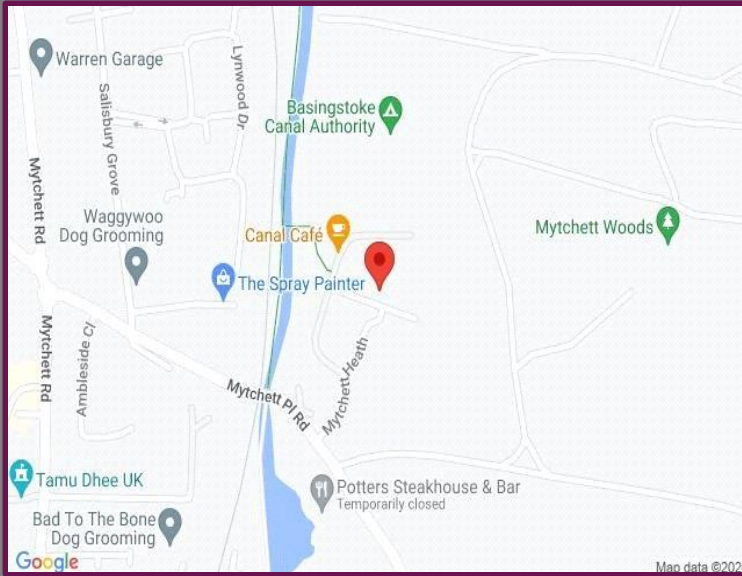 Warren Garage
Lynwood Dr
Salisbury Grove
Basingstoke
Canal Authority
Mytchett Rd
Waggywoo
Dog Grooming
Canal Café
Mytchett Woods
The Spray Painter
Mytchett Rd
Ambleside Cl
Mytchett Heath
Mytchett Pl Rd
Tamu Dhee UK
Potters Steakhouse & Bar
Temporarily closed
Bad To The Bone
Dog Grooming
Google
Map data ©202